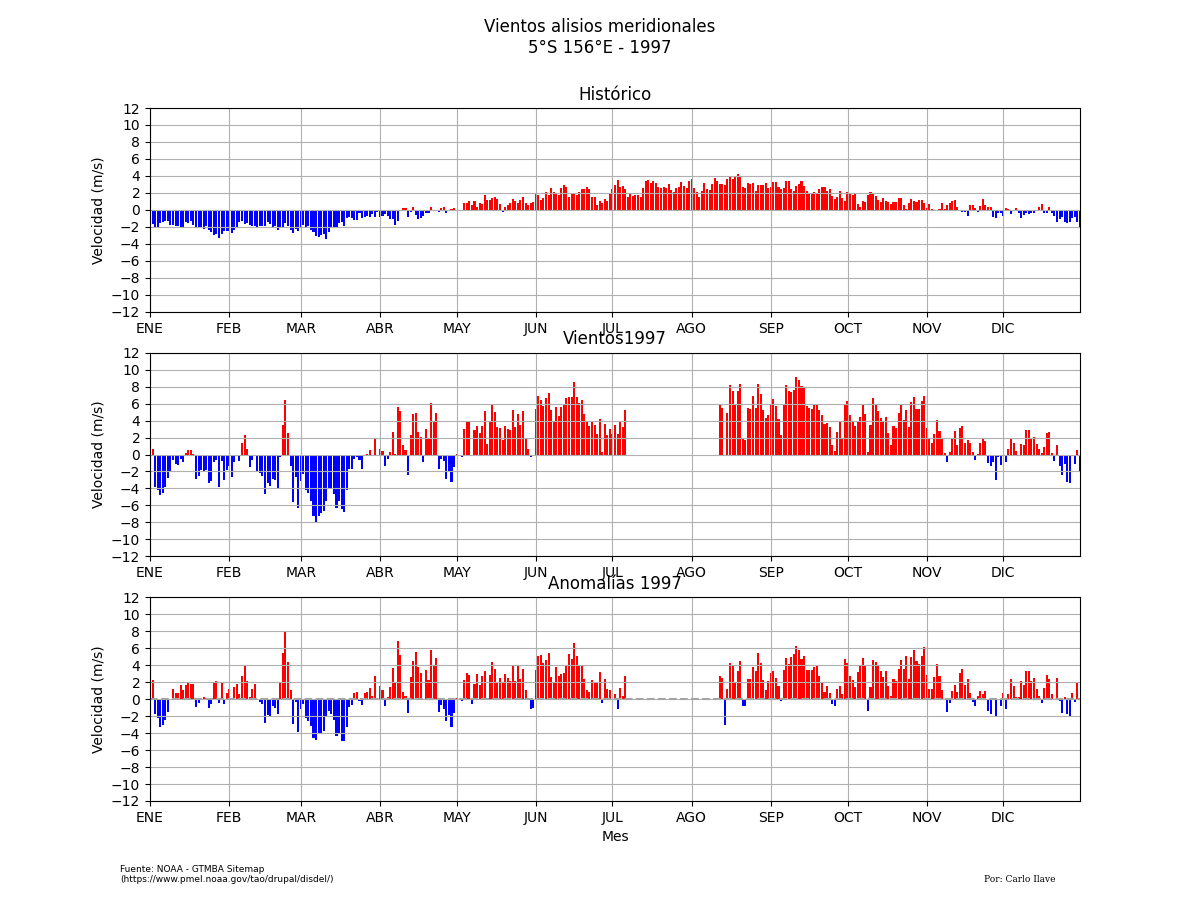 Vientos alisios meridionales
5°S 156°E - 1997
Histórico
12
10
8
6
4
2
0
−2
−4
−6
−8
−10
−12
Velocidad (m/s)
ENE FEB MAR ABR MAY JUN JUL AGO SEP OCT NOV DIC
Vientos1997
12
10
8
6
4
2
0
−2
−4
−6
−8
−10
−12
Velocidad (m/s)
ENE FEB MAR ABR MAY JUN JUL AGO SEP OCT NOV DIC
Anomalías 1997
12
10
8
6
4
2
0
−2
−4
−6
−8
−10
−12
Velocidad (m/s)
ENE FEB MAR ABR MAY JUN JUL AGO SEP OCT NOV DIC
Mes
Fuente: NOAA - GTMBA Sitemap
(https://www.pmel.noaa.gov/tao/drupal/disdel/)
Por: Carlo Ilave